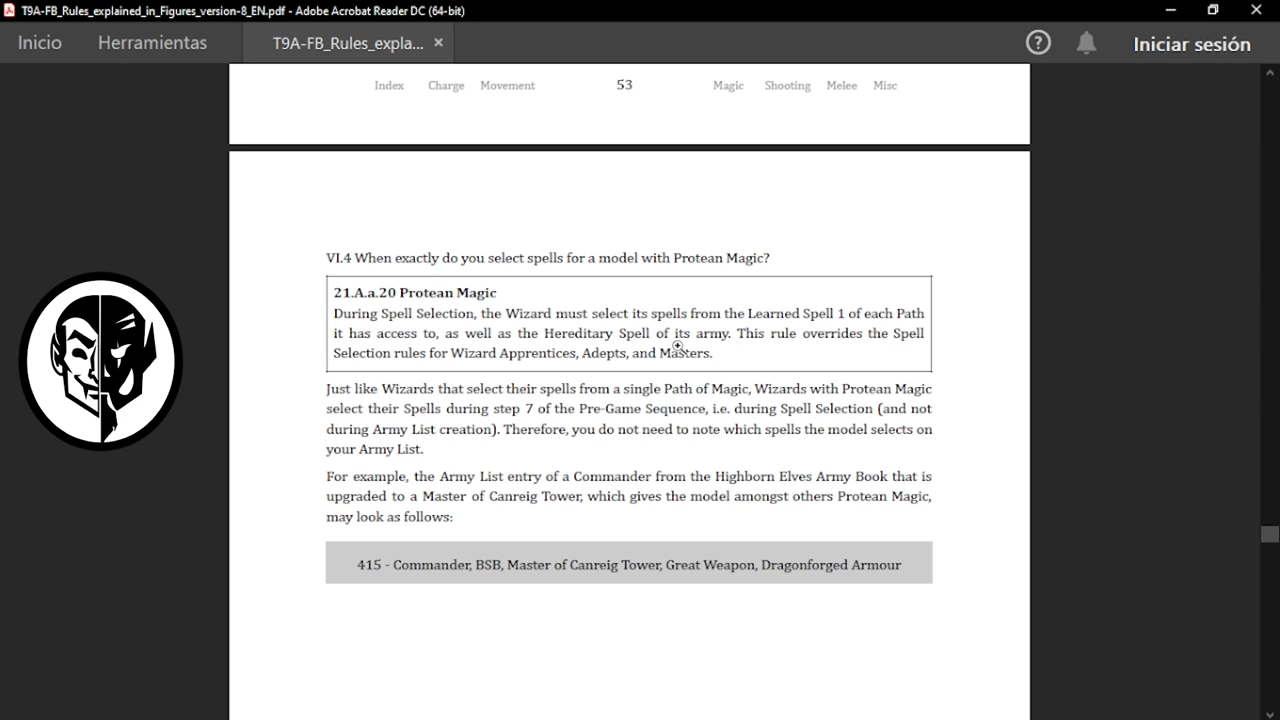 T9A-FB_Rules_explained_in_Figures_version-8_EN.pdf - Adobe Acrobat Reader DC (64-bit)
Inicio Herramientas T9A-FB_Rules_expla... Iniciar sesión
Index Charge Movement 53 Magic Shooting Melee Misc
VI.4 When exactly do you select spells for a model with Protean Magic?
21.A.a.20 Protean Magic
During Spell Selection, the Wizard must select its spells from the Learned Spell 1 of each Path
it has access to, as well as the Hereditary Spell of its army. This rule overrides the Spell
Selection rules for Wizard Apprentices, Adepts, and Masters.
Just like Wizards that select their spells from a single Path of Magic, Wizards with Protean Magic
select their Spells during step 7 of the Pre-Game Sequence, i.e. during Spell Selection (and not
during Army List creation). Therefore, you do not need to note which spells the model selects on
your Army List.
For example, the Army List entry of a Commander from the Highborn Elves Army Book that is
upgraded to a Master of Canreig Tower, which gives the model amongst others Protean Magic,
may look as follows:
415 - Commander, BSB, Master of Canreig Tower, Great Weapon, Dragonforged Armour